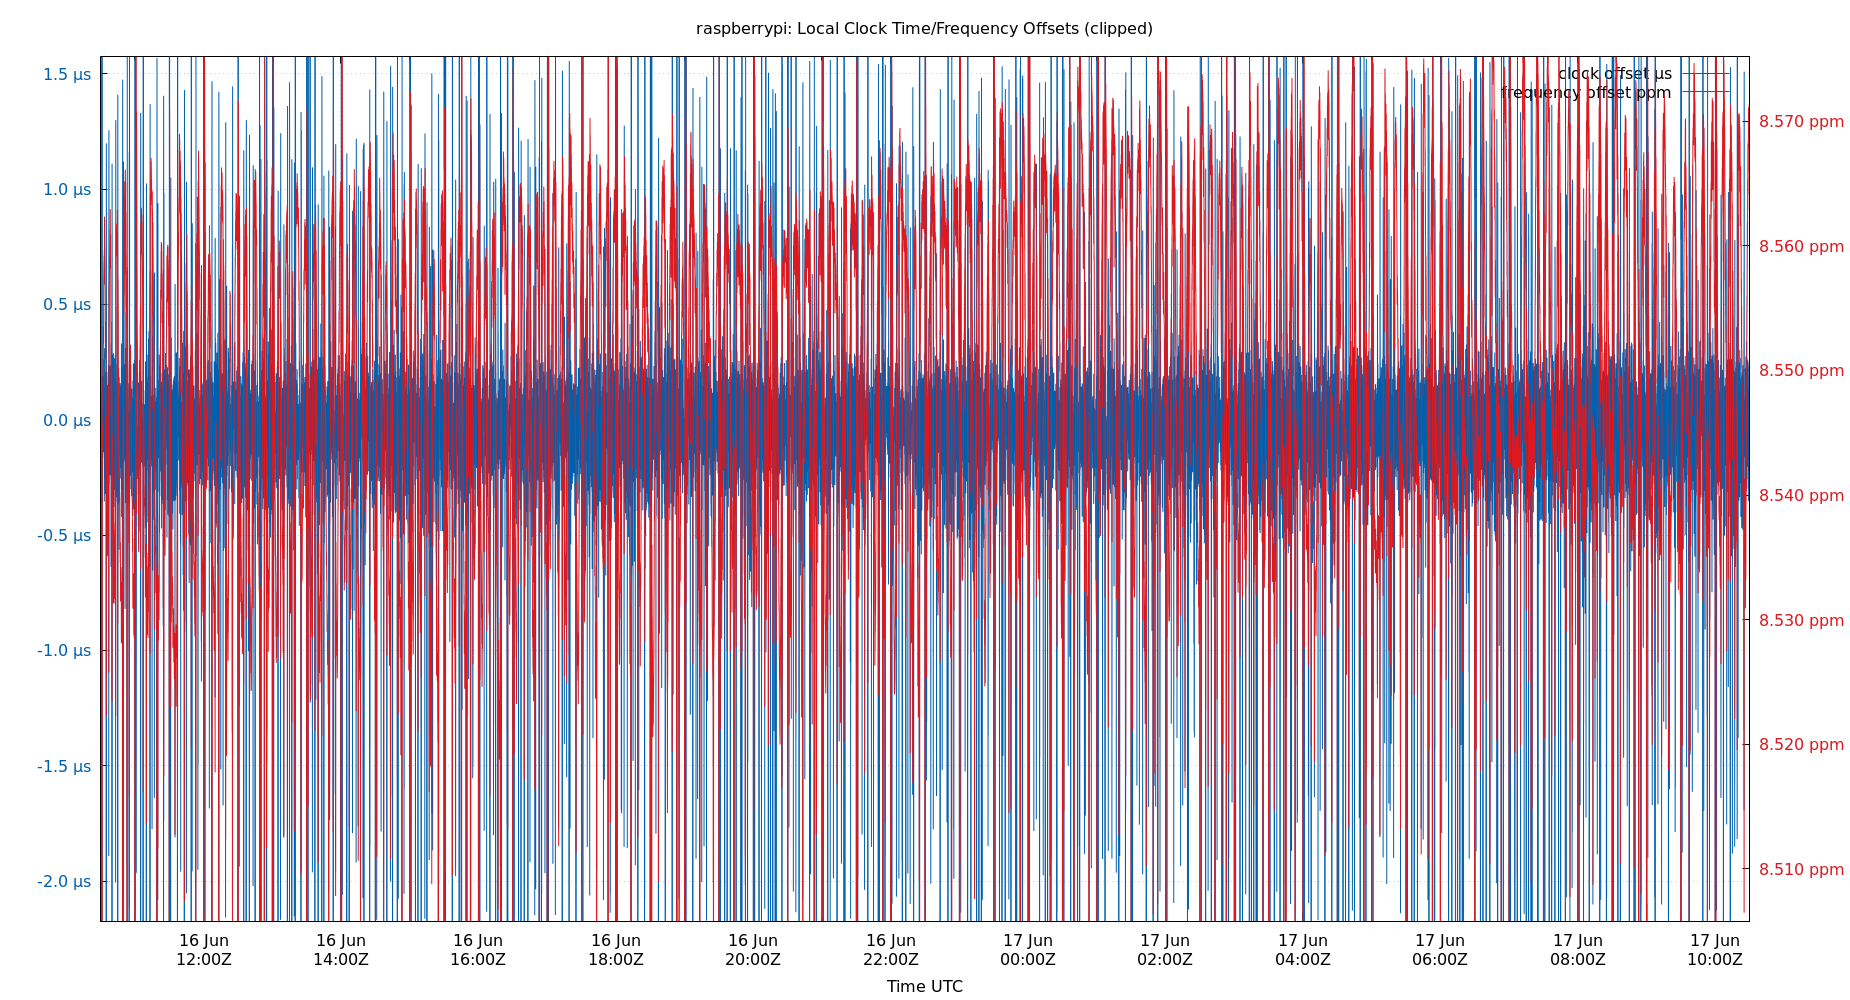 raspberrypi: Local Clock Time/Frequency Offsets (clipped)
clock offset µs
frequency offset ppm
1.5 µs
1.0 µs
0.5 µs
0.0 µs
-0.5 µs
-1.0 µs
-1.5 µs
-2.0 µs
8.570 ppm
8.560 ppm
8.550 ppm
8.540 ppm
8.530 ppm
8.520 ppm
8.510 ppm
16 Jun 16 Jun 16 Jun 16 Jun 16 Jun 16 Jun 17 Jun 17 Jun 17 Jun 17 Jun 17 Jun 17 Jun
12:00Z 14:00Z 16:00Z 18:00Z 20:00Z 22:00Z 00:00Z 02:00Z 04:00Z 06:00Z 08:00Z 10:00Z
Time UTC